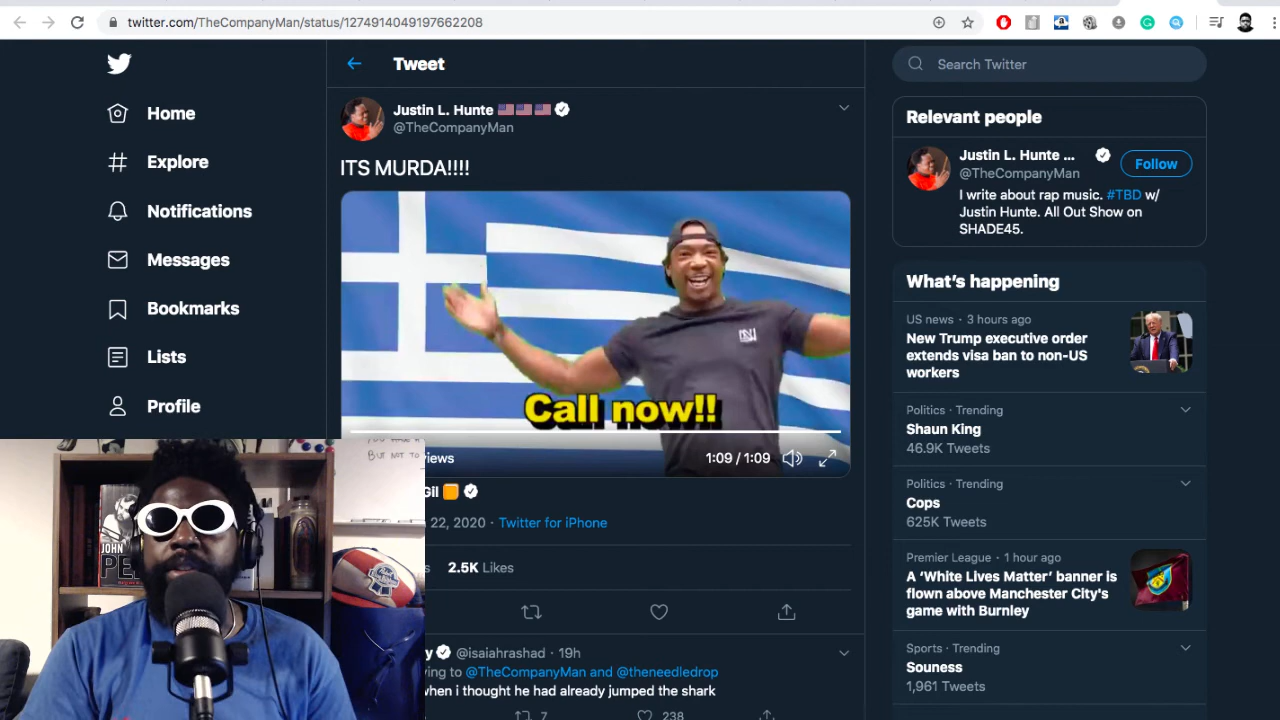 twitter.com/TheCompanyMan/status/1274914049197662208
Home
Explore
Notifications
Messages
Bookmarks
Lists
Profile
Tweet
Justin L. Hunte
@TheCompanyMan
ITS MURDA!!!!
Call now!!
iews
1:09 / 1:09
Gil
22, 2020 · Twitter for iPhone
2.5K Likes
y @isaiahrashad · 19h
ying to @TheCompanyMan and @theneedledrop
when i thought he had already jumped the shark
7
238
BUT NOT TO
JOHN
Search Twitter
Relevant people
Justin L. Hunte ...
@TheCompanyMan
Follow
I write about rap music. #TBD w/
Justin Hunte. All Out Show on
SHADE45.
What's happening
US news · 3 hours ago
New Trump executive order
extends visa ban to non-US
workers
Politics · Trending
Shaun King
46.9K Tweets
Politics · Trending
Cops
625K Tweets
Premier League · 1 hour ago
A ‘White Lives Matter’ banner is
flown above Manchester City's
game with Burnley
Sports · Trending
Souness
1,961 Tweets